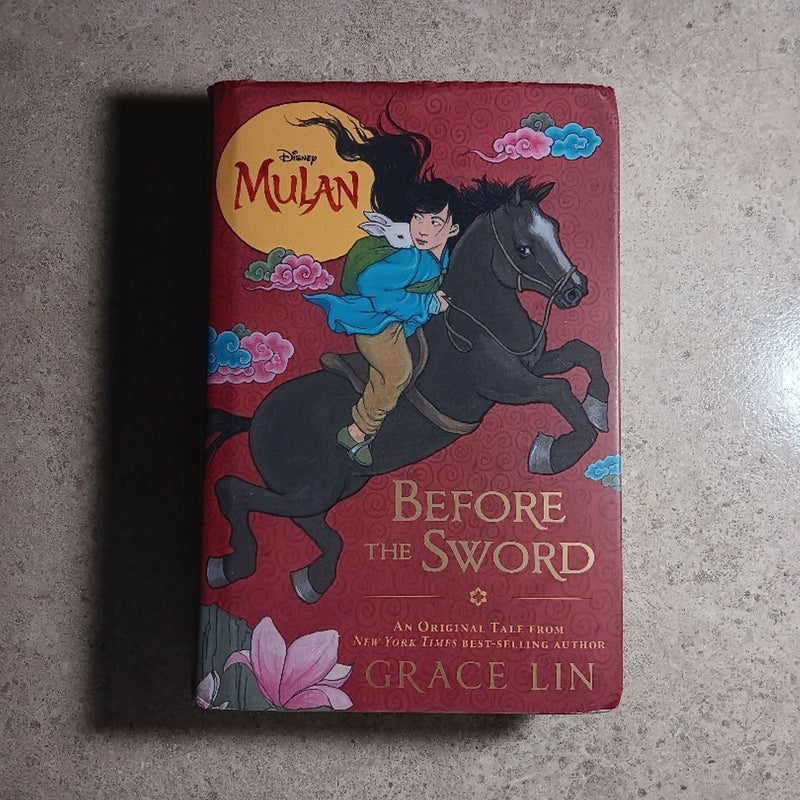 Disney
MULAN
BEFORE
THE SWORD
AN ORIGINAL TALE FROM
NEW YORK TIMES BEST-SELLING AUTHOR
GRACE LIN